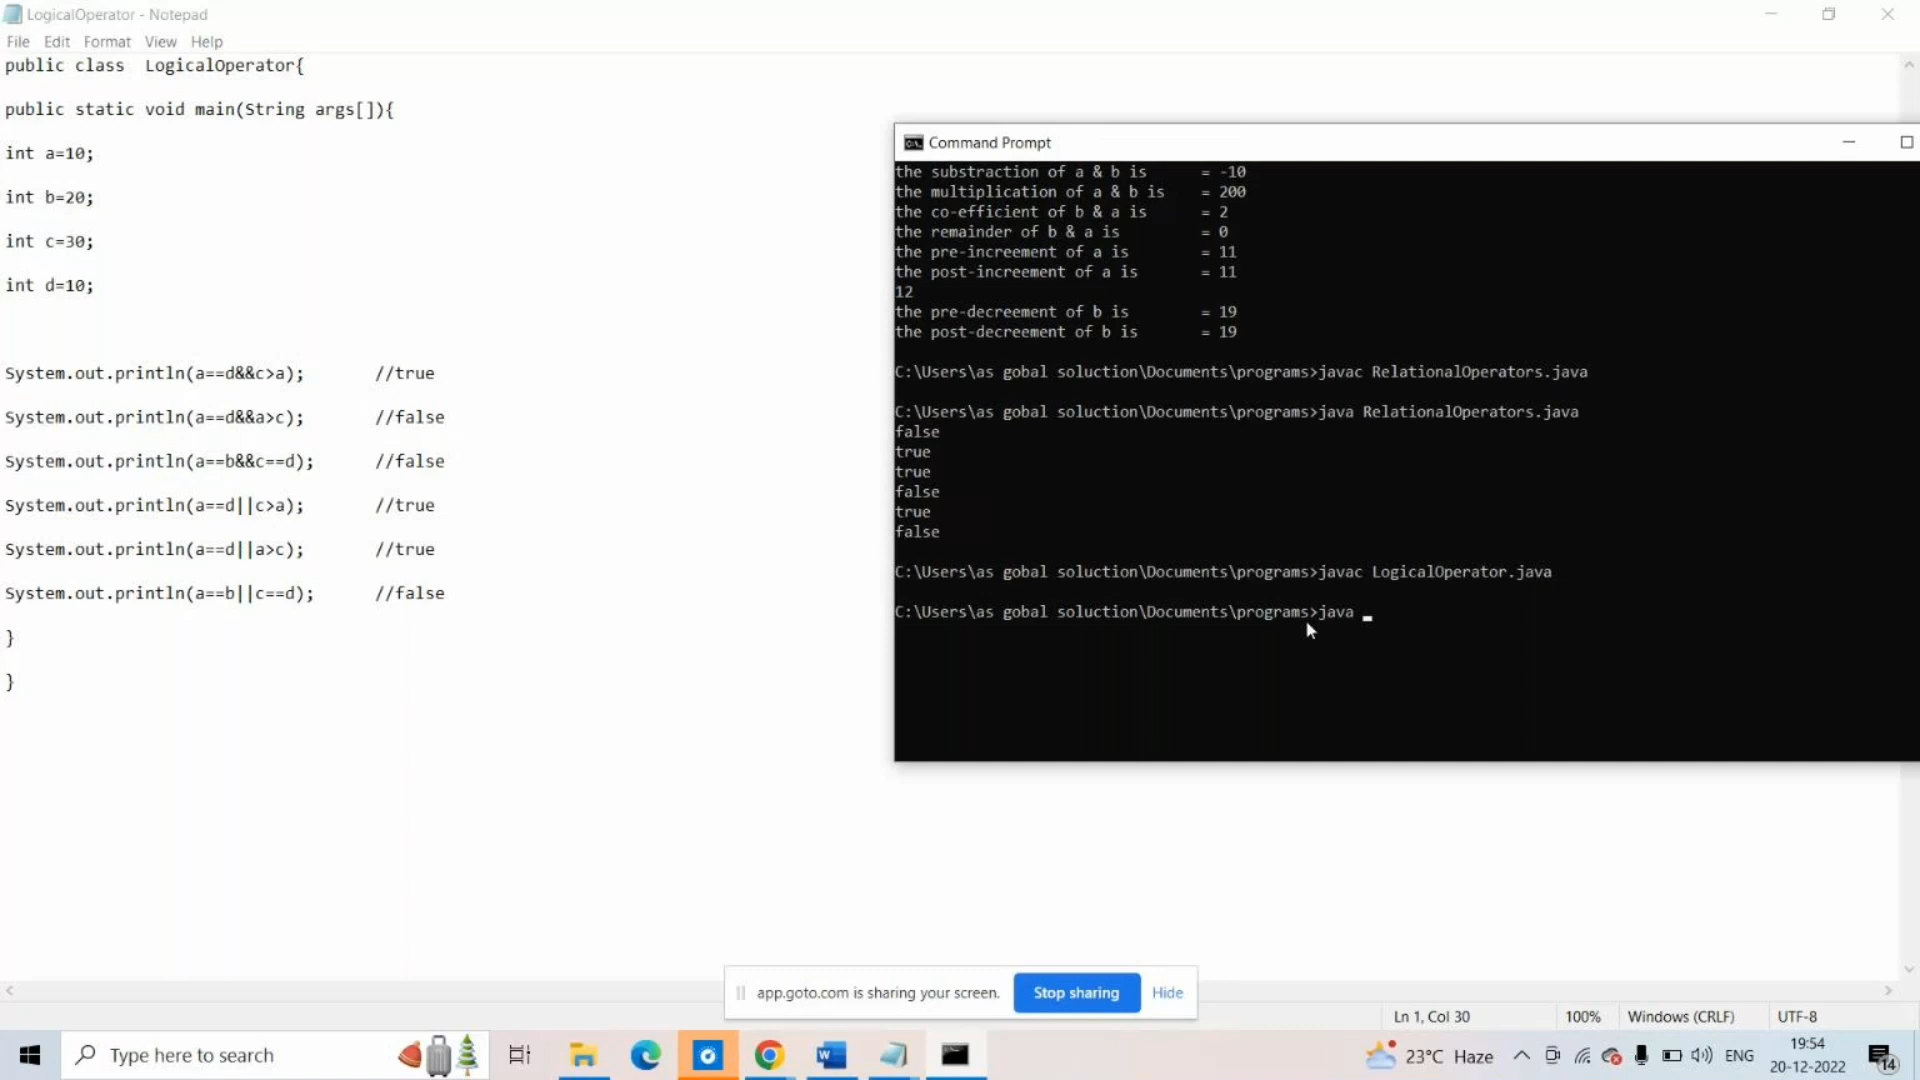 LogicalOperator - Notepad
File Edit Format View Help
public class  LogicalOperator{
public static void main(String args[]){
int a=10;
int b=20;
int c=30;
int d=10;
System.out.println(a==d&&c>a);       //true
System.out.println(a==d&&a>c);       //false
System.out.println(a==b&&c==d);      //false
System.out.println(a==d||c>a);       //true
System.out.println(a==d||a>c);       //true
System.out.println(a==b||c==d);      //false
}
}
Command Prompt
the substraction of a & b is      = -10
the multiplication of a & b is    = 200
the co-efficient of b & a is      = 2
the remainder of b & a is         = 0
the pre-increement of a is        = 11
the post-increement of a is       = 11
12
the pre-decreement of b is        = 19
the post-decreement of b is       = 19
C:\Users\as gobal soluction\Documents\programs>javac RelationalOperators.java
C:\Users\as gobal soluction\Documents\programs>java RelationalOperators.java
false
true
true
false
true
false
C:\Users\as gobal soluction\Documents\programs>javac LogicalOperator.java
C:\Users\as gobal soluction\Documents\programs>java _
app.goto.com is sharing your screen. Stop sharing Hide
Ln 1, Col 30 100% Windows (CRLF) UTF-8
Type here to search
23°C Haze
ENG
19:54
20-12-2022
14